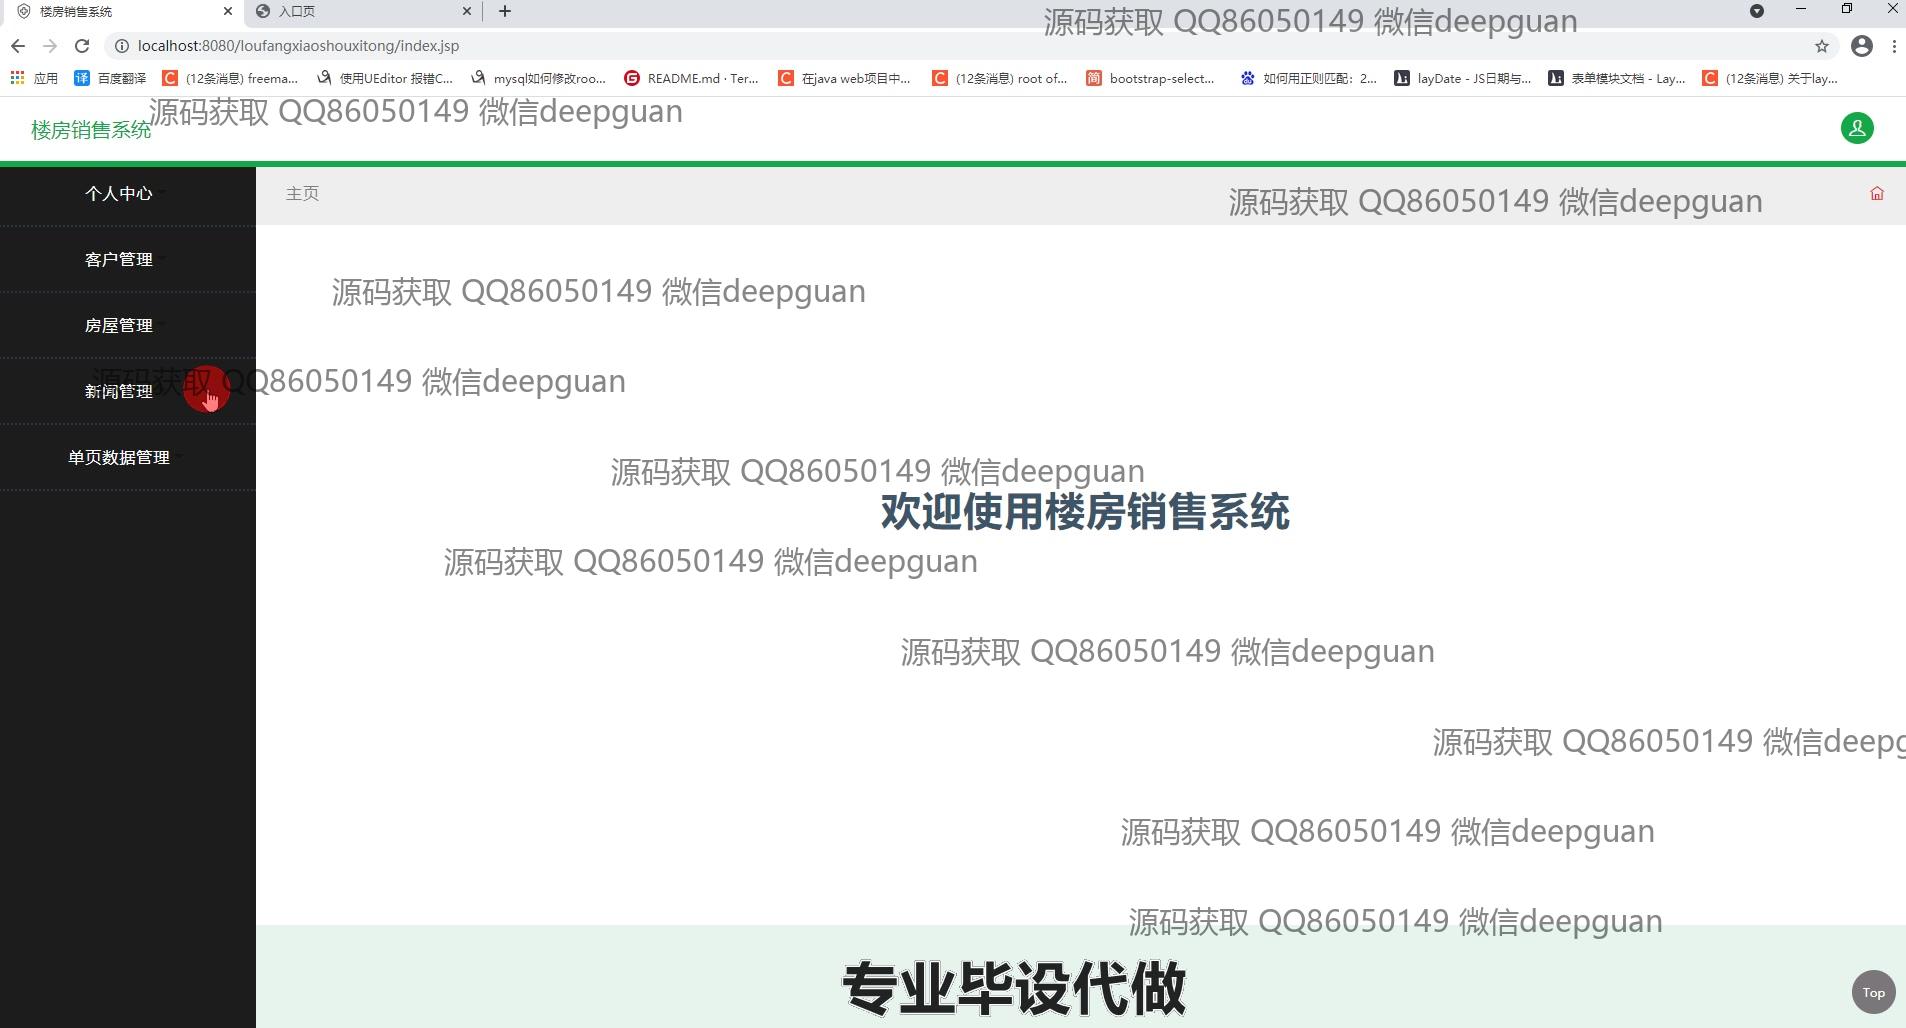 楼房销售系统
入口页
源码获取 QQ86050149 微信deepguan
localhost:8080/loufangxiaoshouxitong/index.jsp
应用
百度翻译
(12条消息) freema...
使用UEditor 报错C...
mysql如何修改roo...
README.md · Ter...
在java web项目中...
(12条消息) root of...
bootstrap-select...
如何用正则匹配：2...
layDate - JS日期与...
表单模块文档 - Lay...
(12条消息) 关于lay...
源码获取 QQ86050149 微信deepguan
楼房销售系统
个人中心
主页
源码获取 QQ86050149 微信deepguan
客户管理
源码获取 QQ86050149 微信deepguan
房屋管理
源码获取 QQ86050149 微信deepguan
新闻管理
单页数据管理
源码获取 QQ86050149 微信deepguan
欢迎使用楼房销售系统
源码获取 QQ86050149 微信deepguan
源码获取 QQ86050149 微信deepguan
源码获取 QQ86050149 微信deepg
源码获取 QQ86050149 微信deepguan
源码获取 QQ86050149 微信deepguan
专业毕设代做
Top